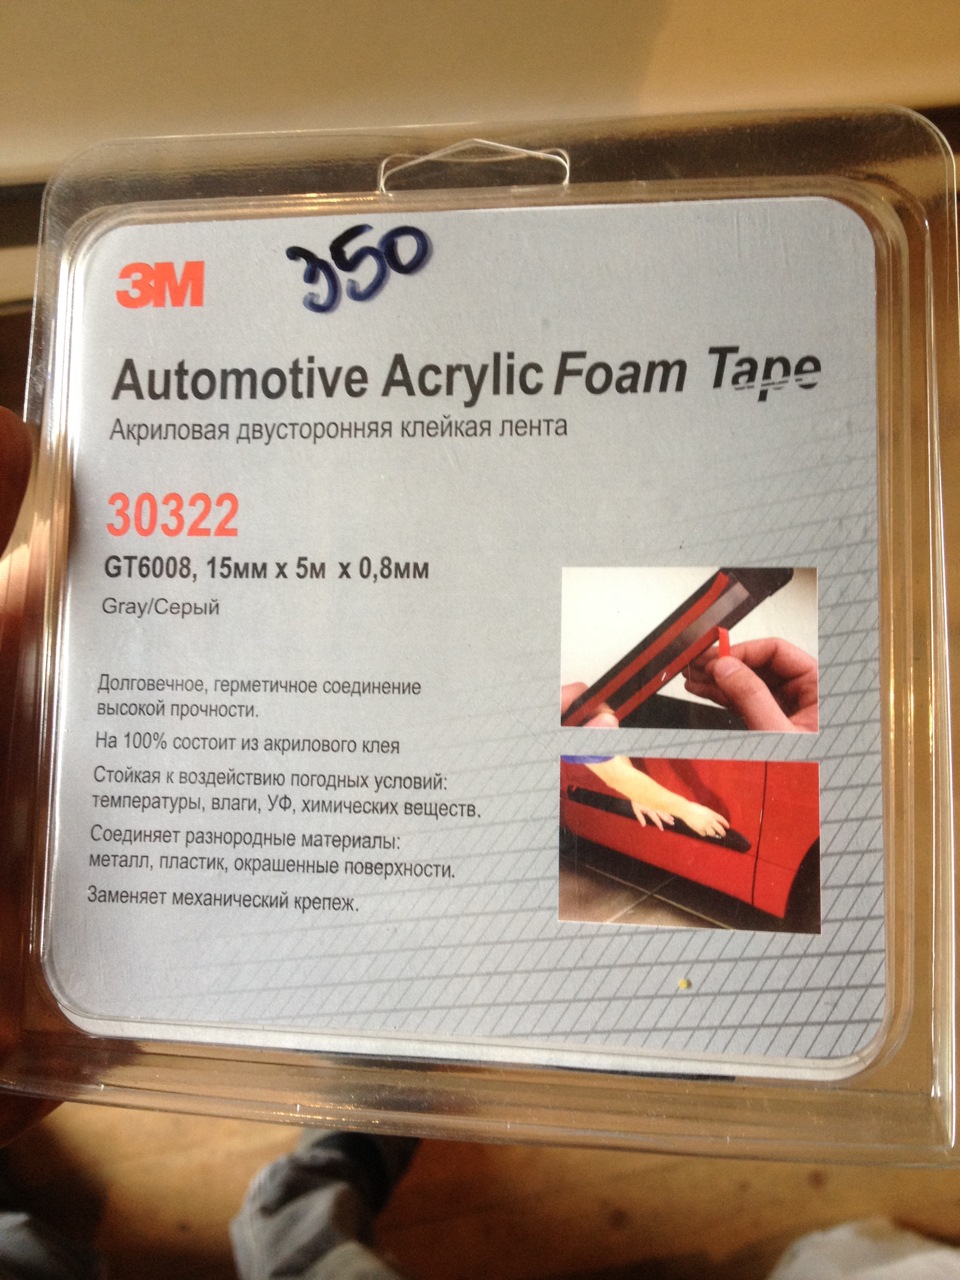 3M
350
Automotive Acrylic Foam Tape
Акриловая двусторонняя клейкая лента
30322
GT6008, 15мм x 5м x 0,8мм
Gray/Серый
Долговечное, герметичное соединение
высокой прочности.
На 100% состоит из акрилового клея
Стойкая к воздействию погодных условий:
температуры, влаги, УФ, химических веществ.
Соединяет разнородные материалы:
металл, пластик, окрашенные поверхности.
Заменяет механический крепеж.